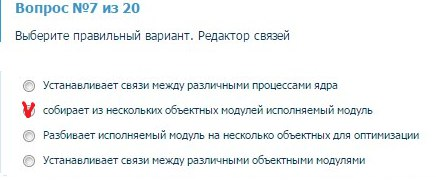 Вопрос №7 из 20
Выберите правильный вариант. Редактор связей
Устанавливает связи между различными процессами ядра
собирает из нескольких объектных модулей исполняемый модуль
Разбивает исполняемый модуль на несколько объектных для оптимизации
Устанавливает связи между различными объектными модулями